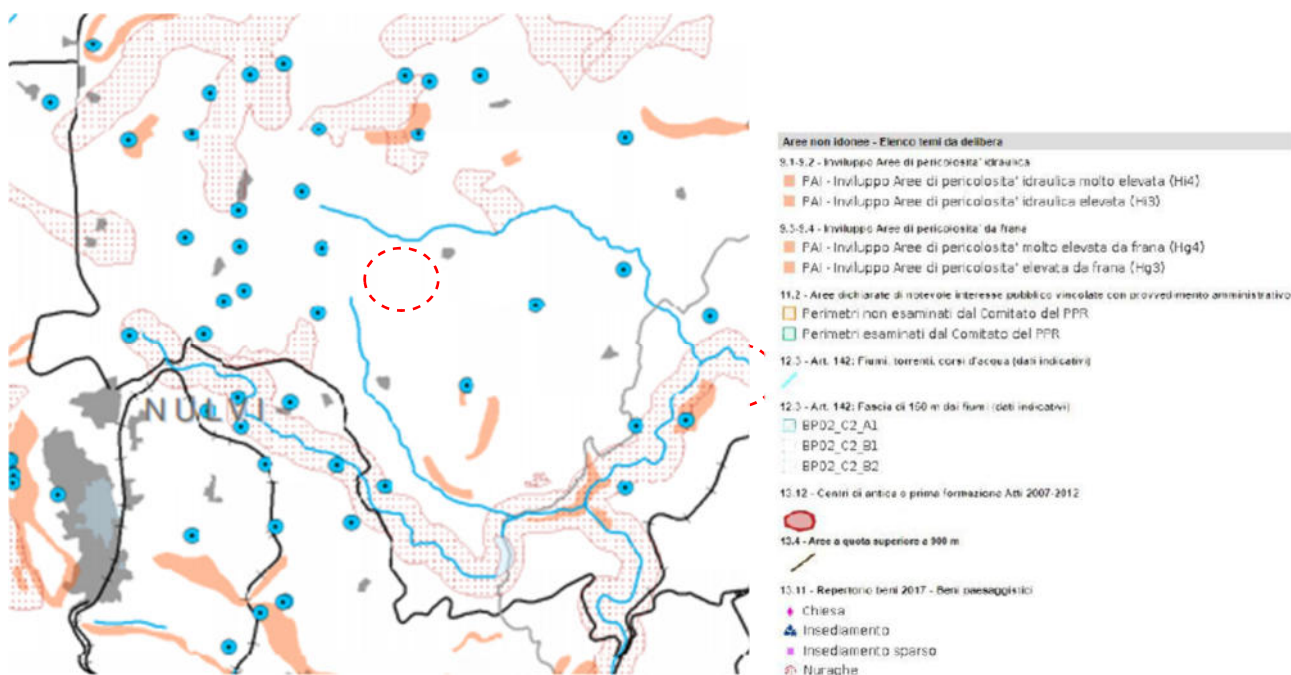 NULVI
Aree non idonee - Elenco temi da delibera
9.1-9.2 - Inviluppo Aree di pericolosita' idraulica
PAI - Inviluppo Aree di pericolosita' idraulica molto elevata (Hi4)
PAI - Inviluppo Aree di pericolosita' idraulica elevata (Hi3)
9.3-9.4 - Inviluppo Aree di pericolosita' da frana
PAI - Inviluppo Aree di pericolosita' molto elevata da frana (Hg4)
PAI - Inviluppo Aree di pericolosita' elevata da frana (Hg3)
11.2 - Aree dichiarate di notevole interesse pubblico vincolate con provvedimento amministrativo
Perimetri non esaminati dal Comitato del PPR
Perimetri esaminati dal Comitato del PPR
12.3 - Art. 142: Fiumi, torrenti, corsi d'acqua (dati indicativi)
12.3 - Art. 142: Fascia di 150 m dai fiumi (dati indicativi)
BP02_C2_A1
BP02_C2_B1
BP02_C2_B2
13.12 - Centri di antica o prima formazione Atti 2007-2012
13.4 - Aree a quota superiore a 900 m
13.11 - Repertorio beni 2017 - Beni paesaggistici
Chiesa
Insediamento
Insediamento sparso
Nuraghe